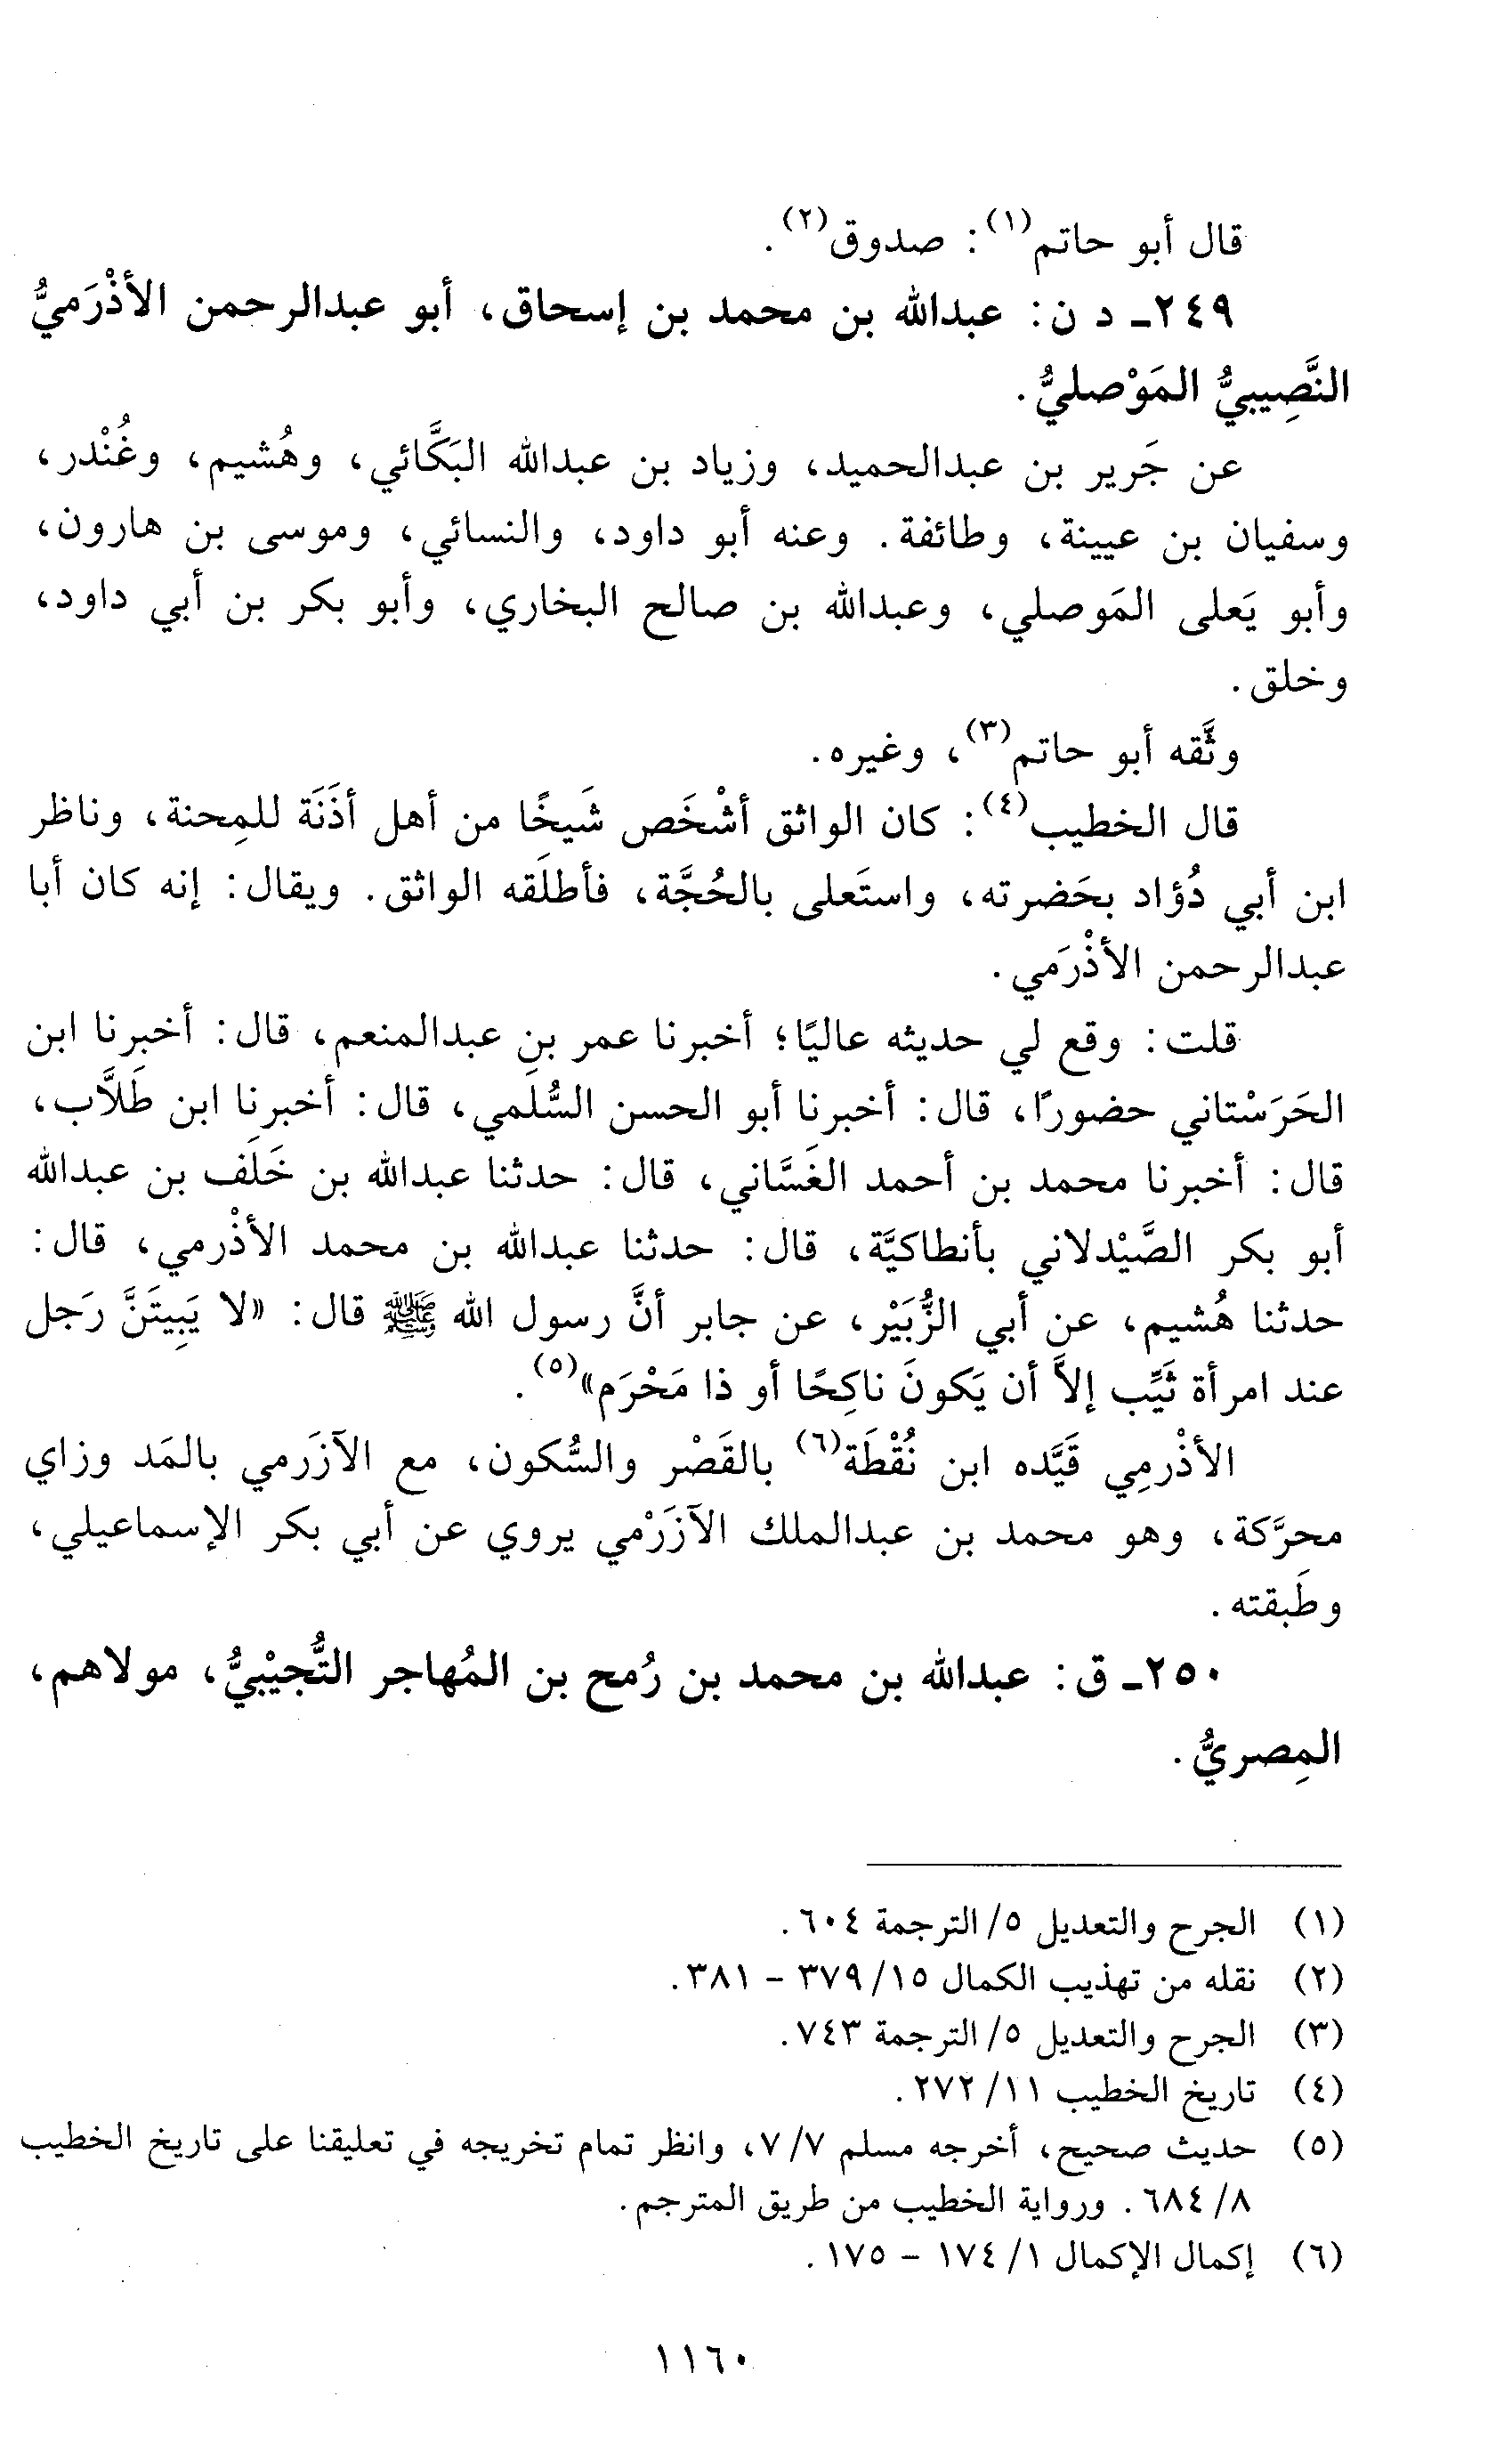 قال أبو حاتم(١): صدوق(٢).
٢٤٩ـ د ن: عبدالله بن محمد بن إسحاق، أبو عبدالرحمن الأذْرَميُّ
النَّصِيبيُّ المَوْصليُّ.
عن جَرير بن عبدالحميد، وزياد بن عبدالله البَكَّائي، وهُشيم، وغُنْدر،
وسفيان بن عيينة، وطائفة. وعنه أبو داود، والنسائي، وموسى بن هارون،
وأبو يَعلى المَوصلي، وعبدالله بن صالح البخاري، وأبو بكر بن أبي داود،
وخلق.
وثَّقه أبو حاتم(٣)، وغيره.
قال الخطيب(٤): كان الواثق أشْخَص شَيخًا من أهل أذَنَة للمِحنة، وناظر
ابن أبي دُؤاد بحَضرته، واستَعلى بالحُجَّة، فأطلَقه الواثق. ويقال: إنه كان أبا
عبدالرحمن الأذْرَمي.
قلت: وقع لي حديثه عاليًا؛ أخبرنا عمر بن عبدالمنعم، قال: أخبرنا ابن
الحَرَسْتاني حضورًا، قال: أخبرنا أبو الحسن السُّلَمي، قال: أخبرنا ابن طَلاَّب،
قال: أخبرنا محمد بن أحمد الغَسَّاني، قال: حدثنا عبدالله بن خَلَف بن عبدالله
أبو بكر الصَّيْدلاني بأنطاكيَّة، قال: حدثنا عبدالله بن محمد الأذْرمي، قال:
حدثنا هُشيم، عن أبي الزُّبَيْر، عن جابر أنَّ رسول الله ﷺ قال: «لا يَبِيتَنَّ رَجل
عند امرأة ثَيِّب إلاَّ أن يَكونَ ناكِحًا أو ذا مَحْرَم»(٥).
الأذْرمِي قَيَّده ابن نُقْطَة(٦) بالقَصْر والسُّكون، مع الآزَرمي بالمَد وزاي
محرَّكة، وهو محمد بن عبدالملك الآزَرْمي يروي عن أبي بكر الإسماعيلي،
وطَبقته.
٢٥٠ـ ق: عبدالله بن محمد بن رُمح بن المُهاجر التُّجيْبيُّ، مولاهم،
المِصريُّ.
(١) الجرح والتعديل ٥/ الترجمة ٦٠٤.
(٢) نقله من تهذيب الكمال ١٥/ ٣٧٩ - ٣٨١.
(٣) الجرح والتعديل ٥/ الترجمة ٧٤٣.
(٤) تاريخ الخطيب ١١/ ٢٧٢.
(٥) حديث صحيح، أخرجه مسلم ٧/ ٧، وانظر تمام تخريجه في تعليقنا على تاريخ الخطيب
٨/ ٦٨٤. ورواية الخطيب من طريق المترجم.
(٦) إكمال الإكمال ١/ ١٧٤ - ١٧٥.
١١٦٠